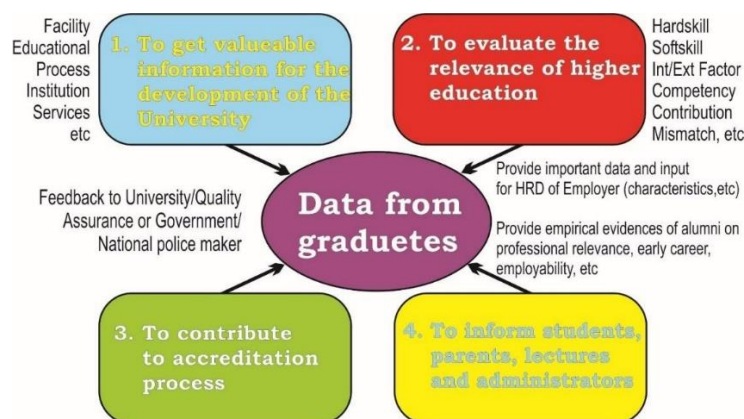 Facility
Educational
Process
Institution
Services
etc
1. To get valueable
information for the
development of the
University
2. To evaluate the
relevance of higher
education
Hardskill
Softskill
Int/Ext Factor
Competency
Contribution
Mismatch, etc
Feedback to University/Quality
Assurance or Government/
National police maker
Data from
graduetes
Provide important data and input
for HRD of Employer (characteristics,etc)
Provide empirical evidences of alumni on
professional relevance, early career,
employability, etc
3. To contribute
to accreditation
process
4. To inform students,
parents, lectures
and administrators